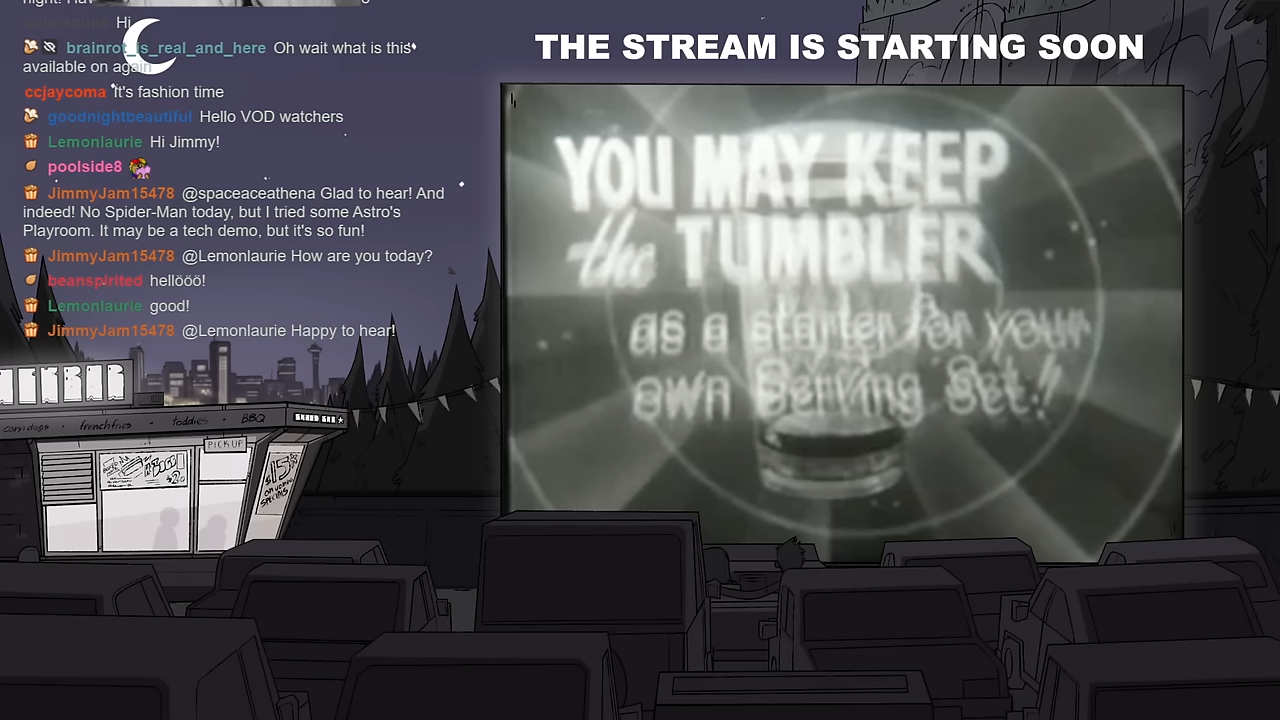 Hi
brainrot_is_real_and_here Oh wait what is this
available on again
ccjaycoma It's fashion time
goodnightbeautiful Hello VOD watchers
Lemonlaurie Hi Jimmy!
poolside8
JimmyJam15478 @spaceaceathena Glad to hear! And
indeed! No Spider-Man today, but I tried some Astro's
Playroom. It may be a tech demo, but it's so fun!
JimmyJam15478 @Lemonlaurie How are you today?
beanspirited hellööö!
Lemonlaurie good!
JimmyJam15478 @Lemonlaurie Happy to hear!
THE STREAM IS STARTING SOON
YOU MAY KEEP
the TUMBLER
as a starter for your
own Serving Set!
corndogs · frenchfries · toddies · BBQ
PICKUP
$15